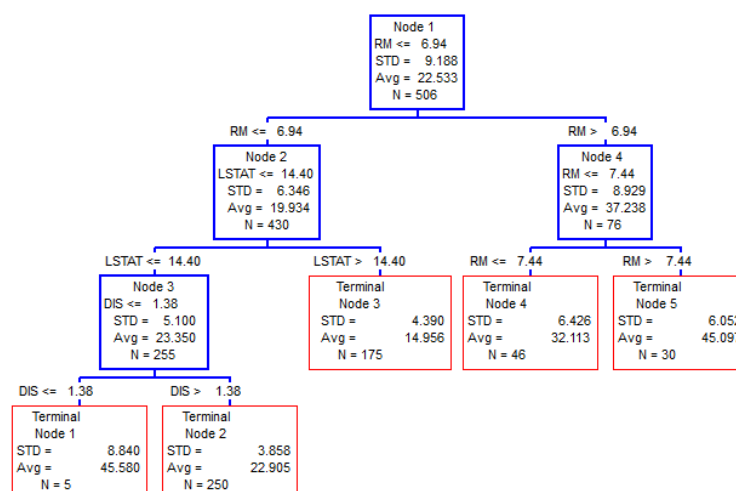 Node 1
RM <= 6.94
STD = 9.188
Avg = 22.533
N = 506
RM <= 6.94
RM > 6.94
Node 2
LSTAT <= 14.40
STD = 6.346
Avg = 19.934
N = 430
Node 4
RM <= 7.44
STD = 8.929
Avg = 37.238
N = 76
LSTAT <= 14.40
LSTAT > 14.40
RM <= 7.44
RM > 7.44
Node 3
DIS <= 1.38
STD = 5.100
Avg = 23.350
N = 255
Terminal
Node 3
STD = 4.390
Avg = 14.956
N = 175
Terminal
Node 4
STD = 6.426
Avg = 32.113
N = 46
Terminal
Node 5
STD = 6.052
Avg = 45.097
N = 30
DIS <= 1.38
DIS > 1.38
Terminal
Node 1
STD = 8.840
Avg = 45.580
N = 5
Terminal
Node 2
STD = 3.858
Avg = 22.905
N = 250